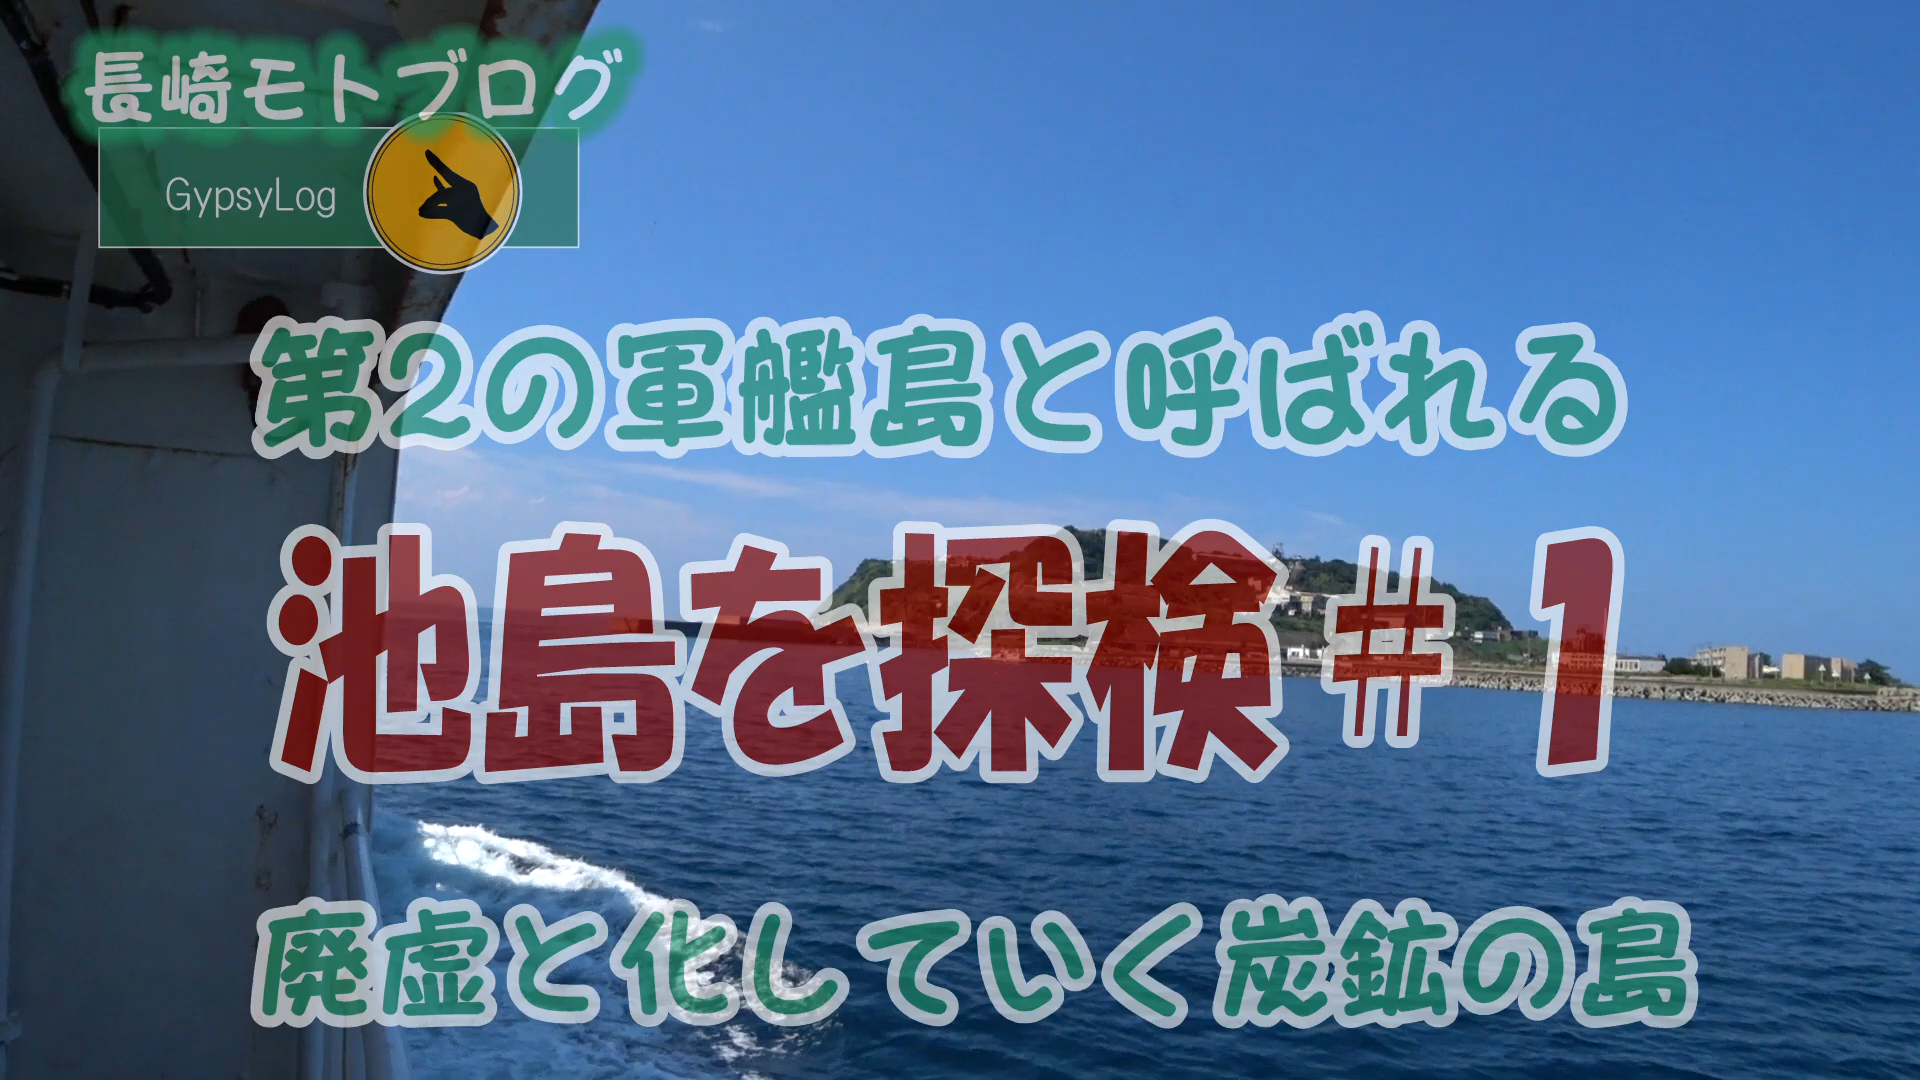 長崎モトブログ
GypsyLog
第2の軍艦島と呼ばれる
池島を探検#1
廃虚と化していく炭鉱の島